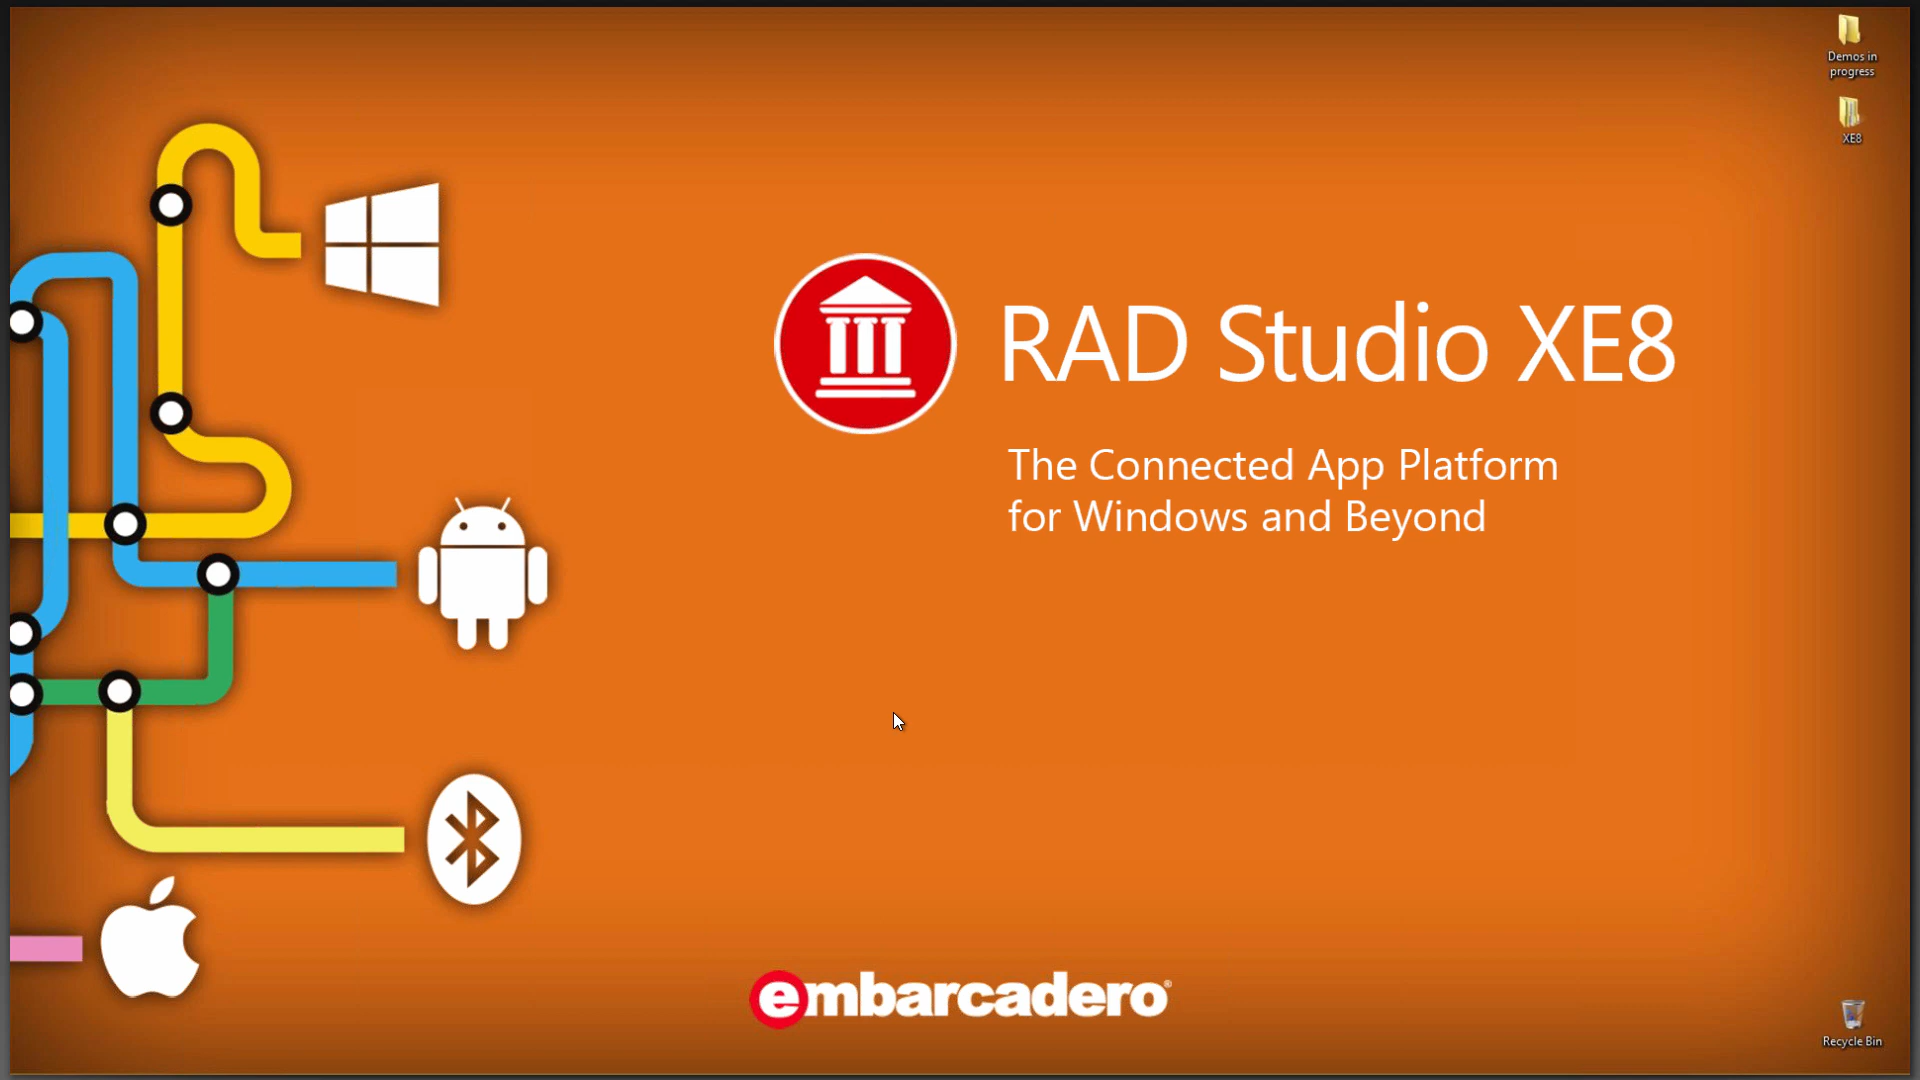 Demos in
progress
XE8
RAD Studio XE8
The Connected App Platform
for Windows and Beyond
embarcadero®
Recycle Bin